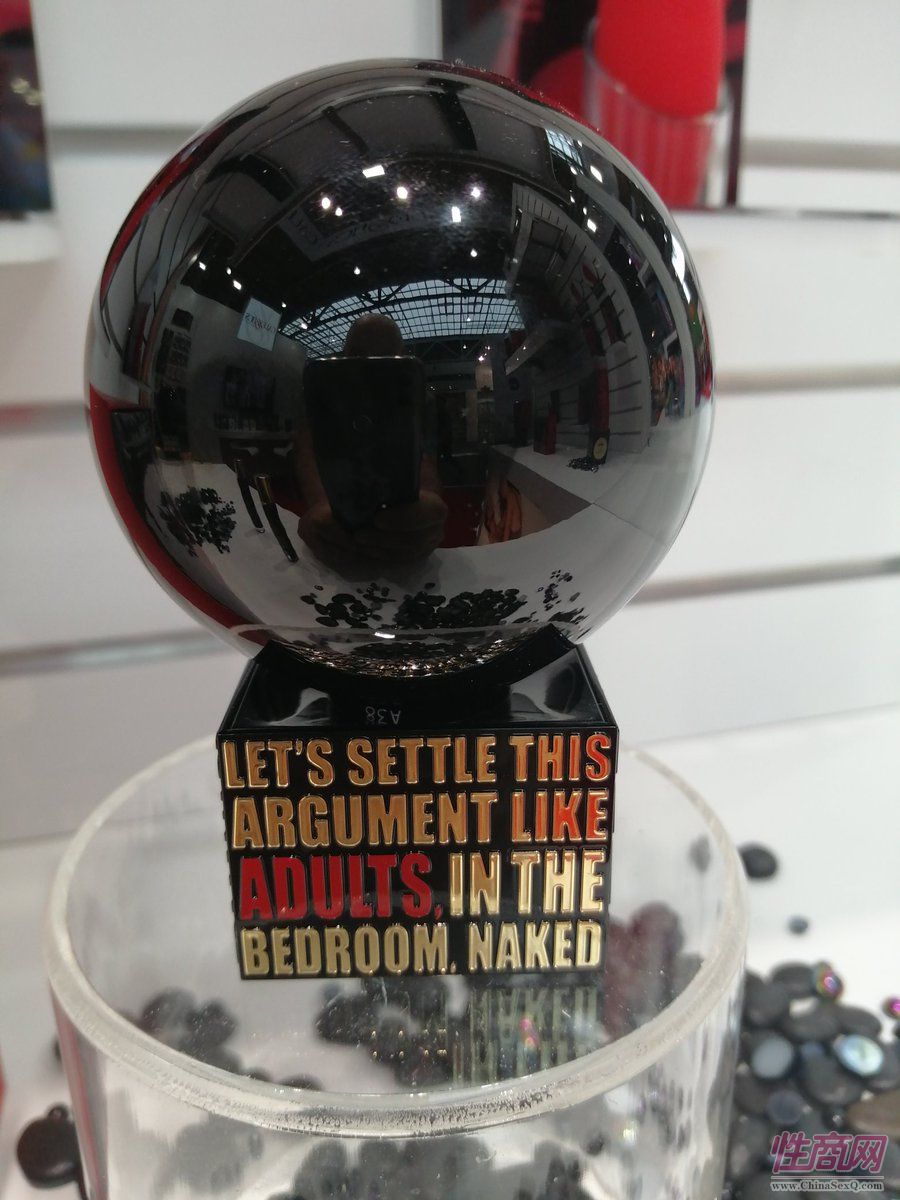 A38
LET'S SETTLE THIS
ARGUMENT LIKE
ADULTS, IN THE
BEDROOM. NAKED
性商网
www.ChinaSexQ.com